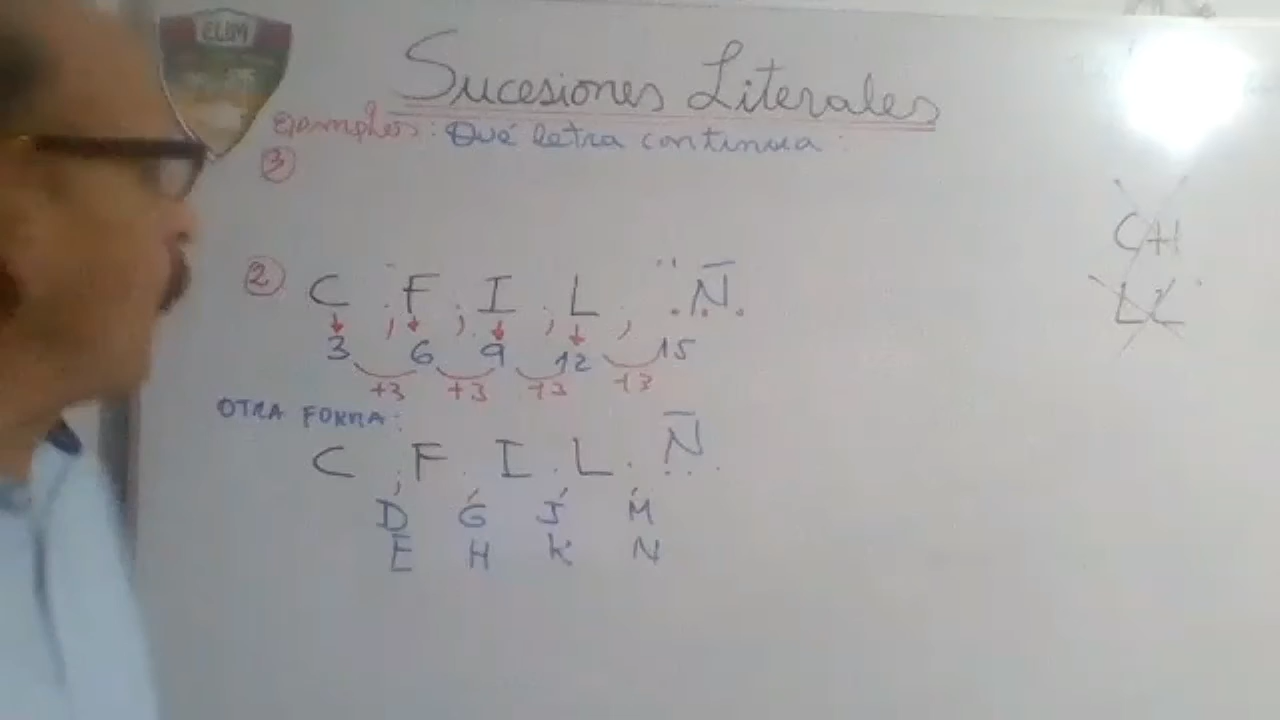 ELIM
Sucesiones Literales
Ejemplos: Qué letra continua:
3
2 C ; F ; I ; L ; Ñ
3 6 9 12 15
+3 +3 +3 +3
OTRA FORMA:
C , F , I , L , Ñ
D G J M
E H K N
CH
LL